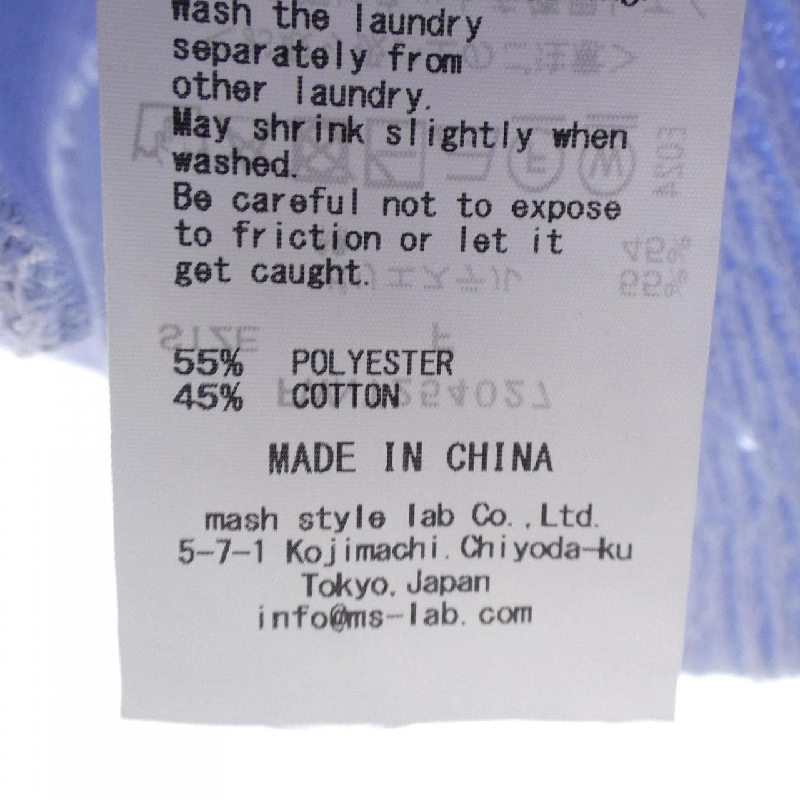 Wash the laundry
separately from
other laundry.
May shrink slightly when
washed.
Be careful not to expose
to friction or let it
get caught.
55% POLYESTER
45% COTTON
MADE IN CHINA
mash style lab Co.,Ltd.
5-7-1 Kojimachi.Chiyoda-ku
Tokyo.Japan
info@ms-lab.com